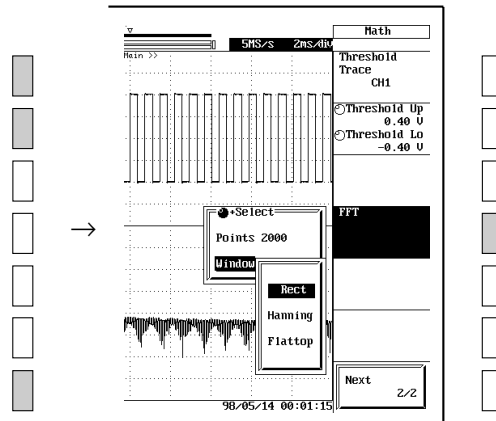 Math
5MS/s 2ms/div
Main >>
Threshold
Trace
CH1
Threshold Up
0.40 V
Threshold Lo
-0.40 V
+Select
FFT
Points 2000
Window
Rect
Hanning
Flattop
Next
2/2
98/05/14 00:01:15
→